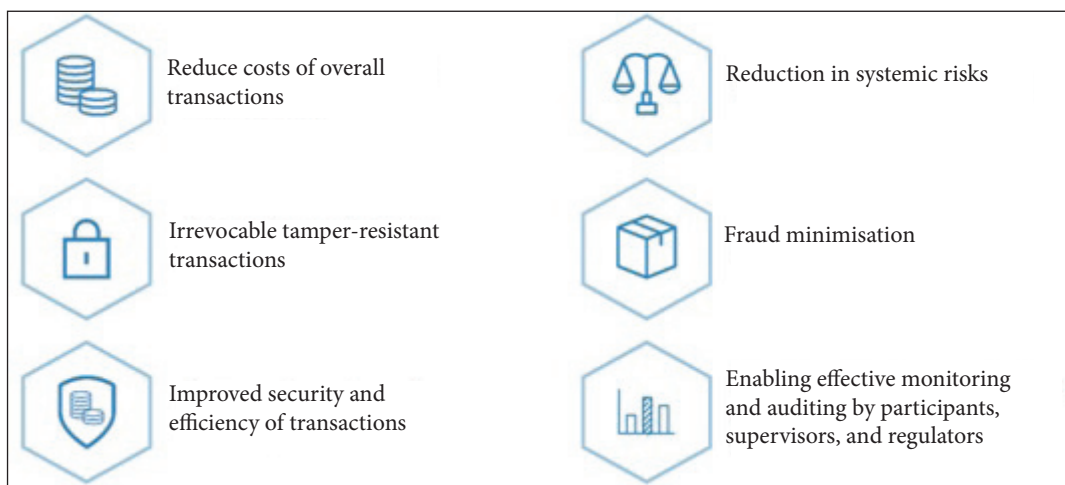 Reduce costs of overall
transactions
Irrevocable tamper-resistant
transactions
Improved security and
efficiency of transactions
Reduction in systemic risks
Fraud minimisation
Enabling effective monitoring
and auditing by participants,
supervisors, and regulators